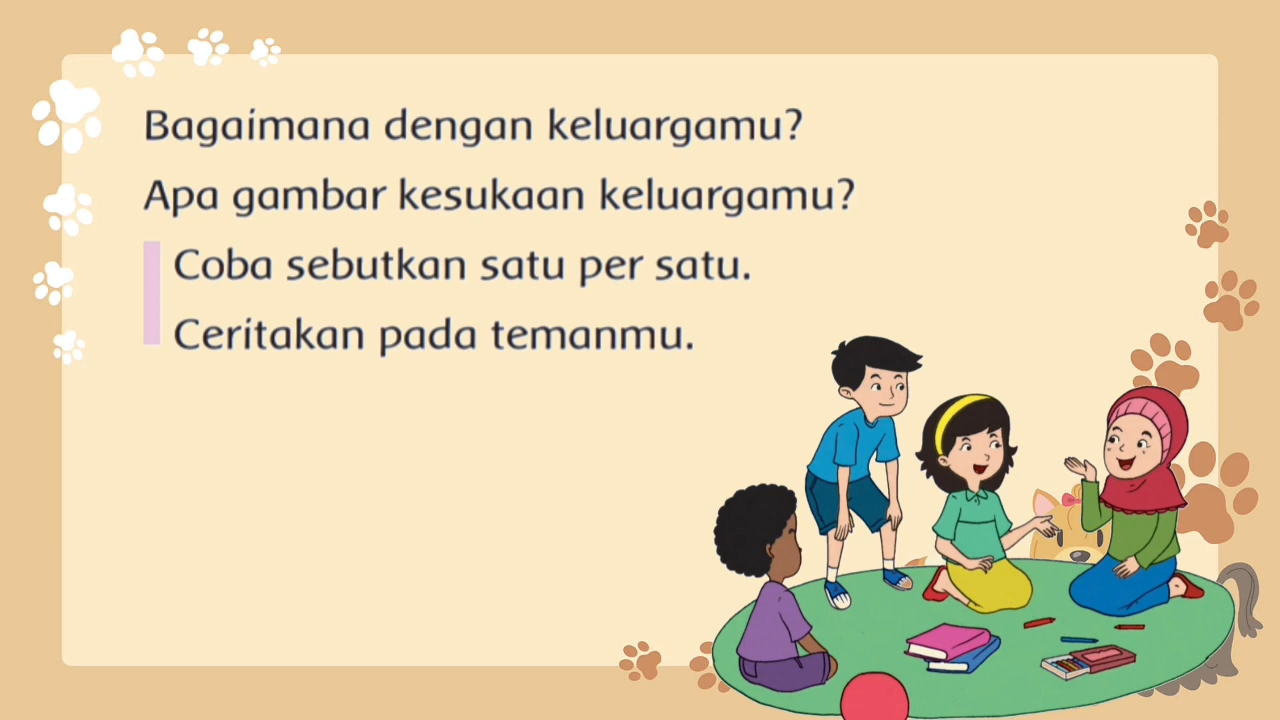 Bagaimana dengan keluargamu?
Apa gambar kesukaan keluargamu?
Coba sebutkan satu per satu.
Ceritakan pada temanmu.